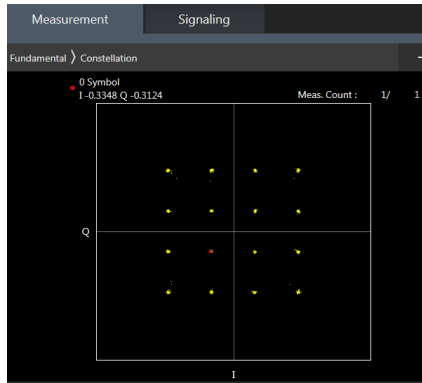 Measurement Signaling
Fundamental 〉 Constellation
0 Symbol
I -0.3348 Q -0.3124 Meas. Count : 1/ 1
Q
I